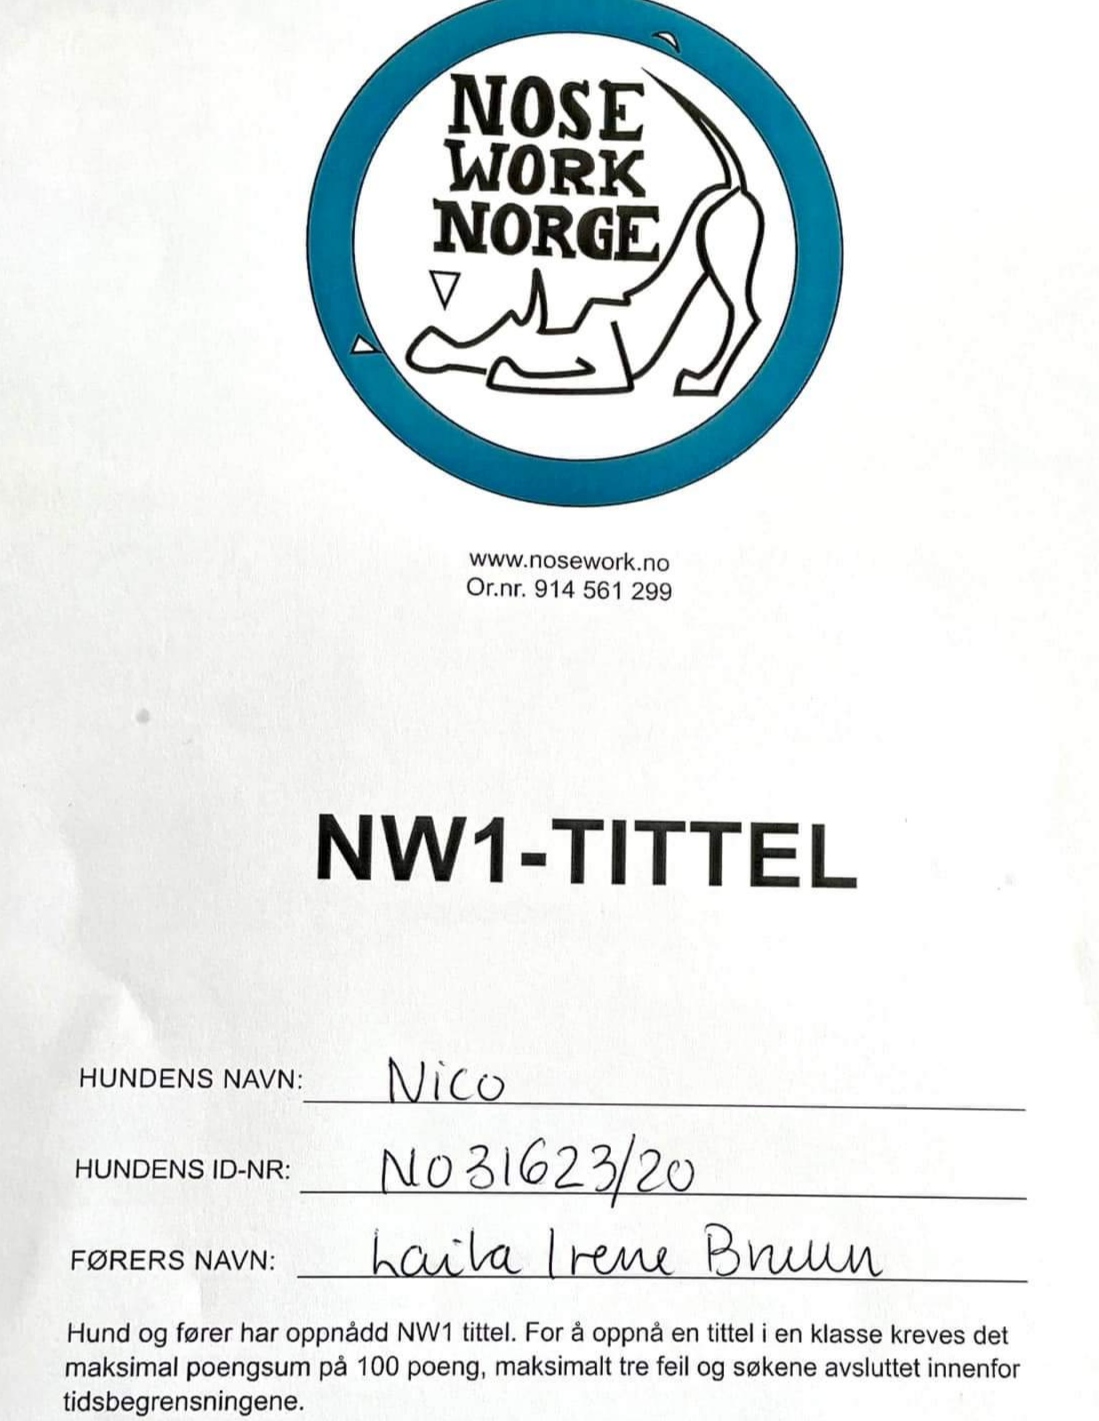 NOSE
WORK
NORGE
www.nosework.no
Or.nr. 914 561 299
NW1-TITTEL
HUNDENS NAVN: Nico
HUNDENS ID-NR: NO31623/20
FØRERS NAVN: Laila Irene Bruun
Hund og fører har oppnådd NW1 tittel. For å oppnå en tittel i en klasse kreves det
maksimal poengsum på 100 poeng, maksimalt tre feil og søkene avsluttet innenfor
tidsbegrensningene.